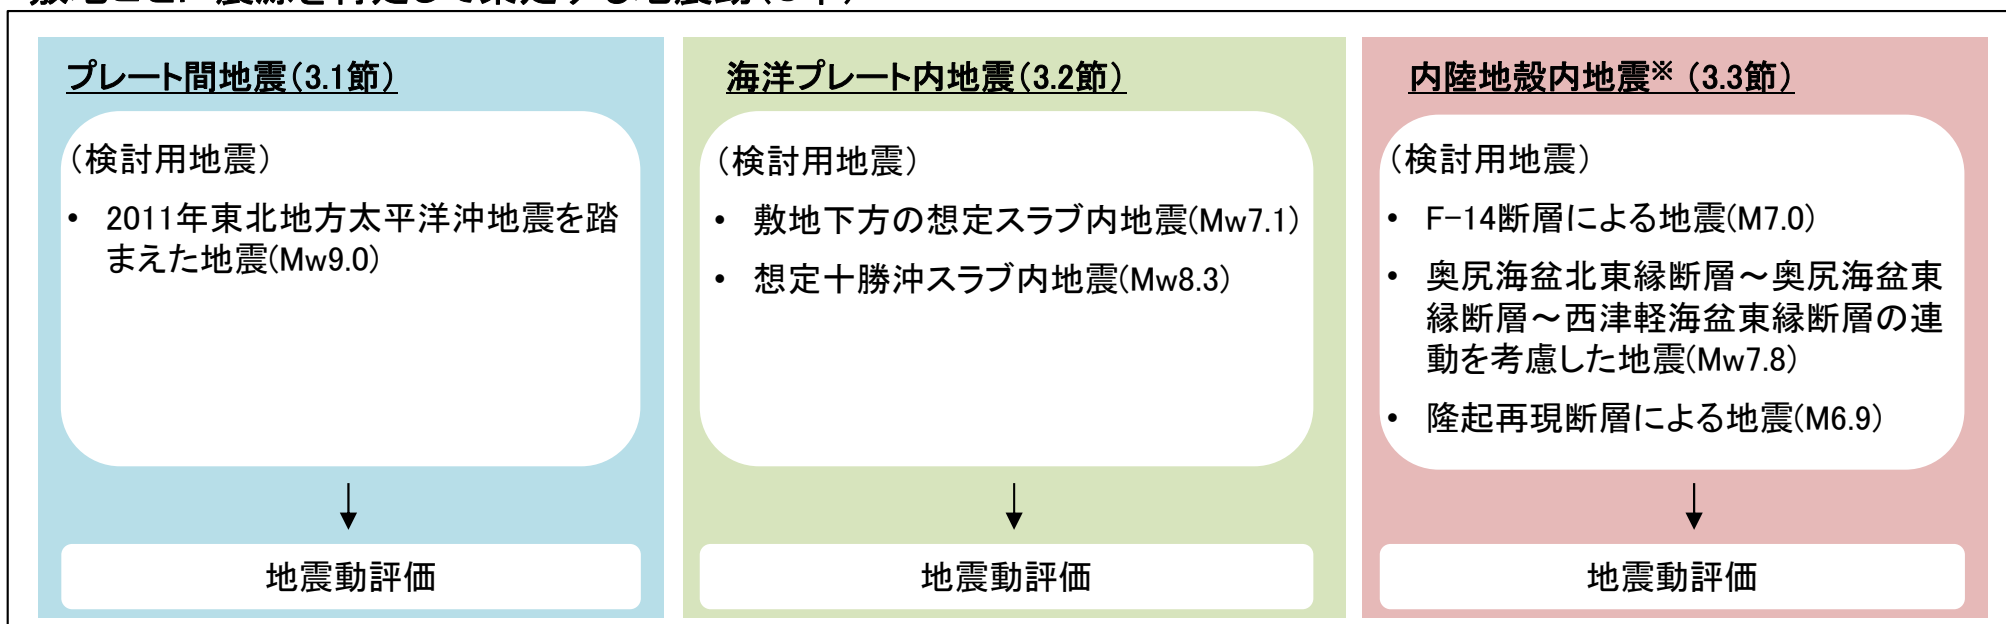 プレート間地震(3.1節)
(検討用地震)
• 2011年東北地方太平洋沖地震を踏
まえた地震(Mw9.0)
地震動評価
海洋プレート内地震(3.2節)
(検討用地震)
• 敷地下方の想定スラブ内地震(Mw7.1)
• 想定十勝沖スラブ内地震(Mw8.3)
地震動評価
内陸地殻内地震※ (3.3節)
(検討用地震)
• F-14断層による地震(M7.0)
• 奥尻海盆北東縁断層~奥尻海盆東
縁断層~西津軽海盆東縁断層の連
動を考慮した地震(Mw7.8)
• 隆起再現断層による地震(M6.9)
地震動評価